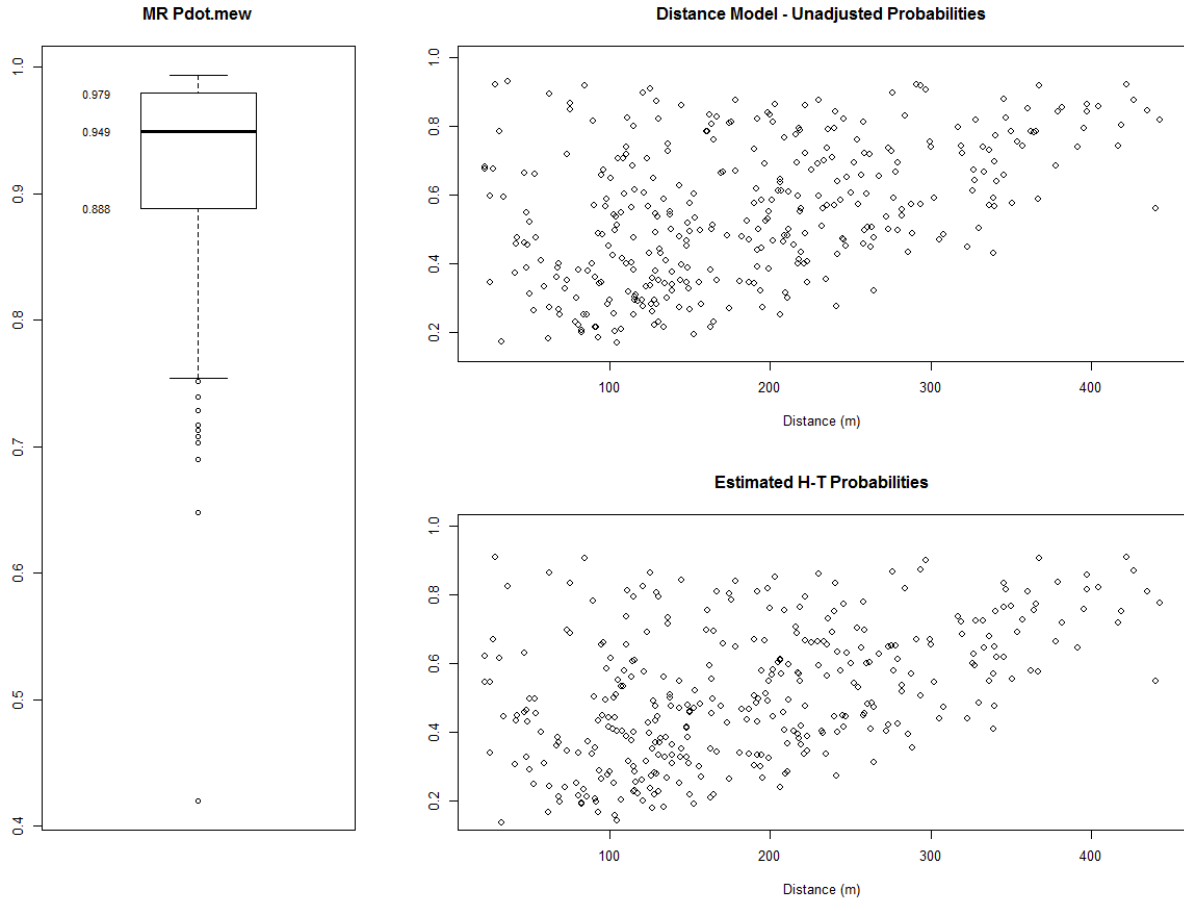 MR Pdot.mew
1.0
0.979
0.949
0.9
0.888
0.8
0.7
0.6
0.5
0.4
Distance Model - Unadjusted Probabilities
1.0
0.8
0.6
0.4
0.2
100 200 300 400
Distance (m)
Estimated H-T Probabilities
1.0
0.8
0.6
0.4
0.2
100 200 300 400
Distance (m)